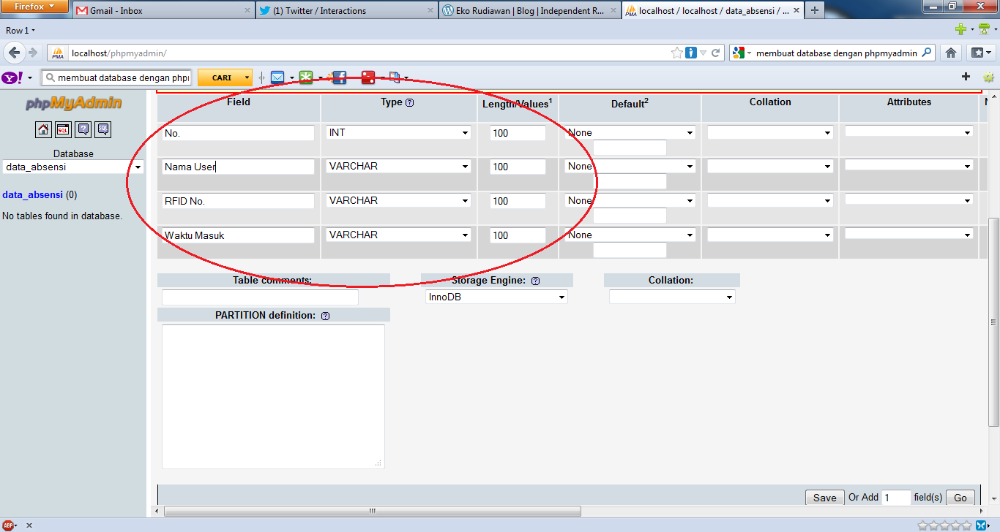 Firefox
Gmail - Inbox
(1) Twitter / Interactions
Eko Rudiawan | Blog | Independent R...
localhost / localhost / data_absensi / ...
Row 1
localhost/phpmyadmin/
membuat database dengan phpmyadmin
Y!
membuat database dengan php
CARI
phpMyAdmin
SQL
SQL
Database
data_absensi
data_absensi (0)
No tables found in database.
Field Type Length/Values1 Default2 Collation Attributes N
No. INT 100 None
Nama User VARCHAR 100 None
RFID No. VARCHAR 100 None
Waktu Masuk VARCHAR 100 None
Table comments: Storage Engine: Collation:
InnoDB
PARTITION definition:
Save Or Add 1 field(s) Go
ABP